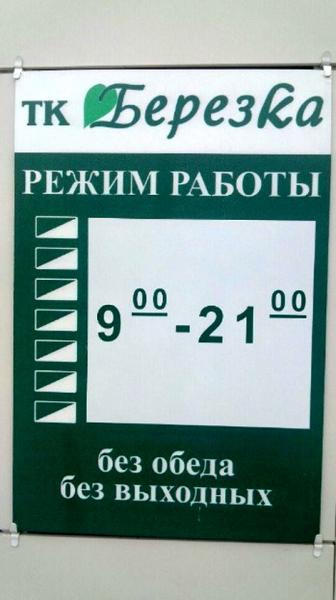 ТК Березка
РЕЖИМ РАБОТЫ
9 00 - 21 00
без обеда
без выходных